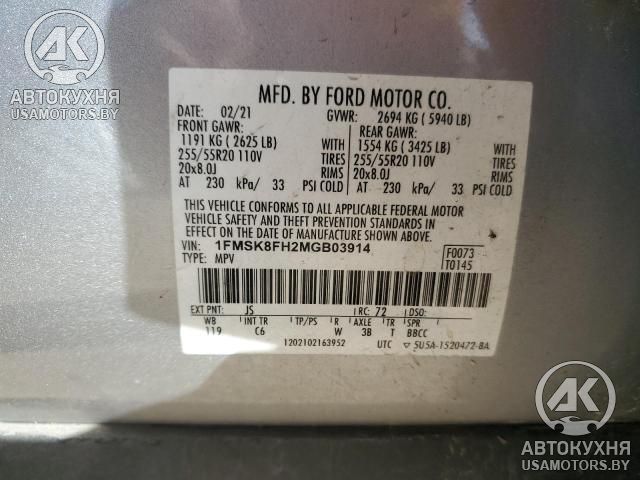 АК
АВТОКУХНЯ
USAMOTORS.BY
MFD. BY FORD MOTOR CO.
DATE: 02/21 GVWR: 2694 KG ( 5940 LB)
FRONT GAWR: REAR GAWR:
1191 KG ( 2625 LB) WITH 1554 KG ( 3425 LB) WITH
255/55R20 110V TIRES 255/55R20 110V TIRES
20x8.0J RIMS 20x8.0J RIMS
AT 230 kPa/ 33 PSI COLD AT 230 kPa/ 33 PSI COLD
THIS VEHICLE CONFORMS TO ALL APPLICABLE FEDERAL MOTOR
VEHICLE SAFETY AND THEFT PREVENTION STANDARDS IN
EFFECT ON THE DATE OF MANUFACTURE SHOWN ABOVE.
VIN: 1FMSK8FH2MGB03914 F0073
TYPE: MPV T0145
EXT PNT: JS RC: 72 DSO:
WB INT TR TP/PS R AXLE TR SPR
119 C6 W 3B T BBCC
1202102163952 UTC ▽ 5U5A-1520472-BA
АК
АВТОКУХНЯ
USAMOTORS.BY